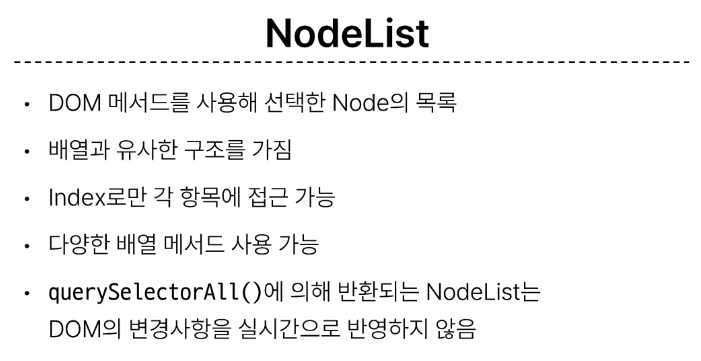 NodeList
• DOM 메서드를 사용해 선택한 Node의 목록
• 배열과 유사한 구조를 가짐
• Index로만 각 항목에 접근 가능
• 다양한 배열 메서드 사용 가능
• querySelectorAll()에 의해 반환되는 NodeList는
DOM의 변경사항을 실시간으로 반영하지 않음